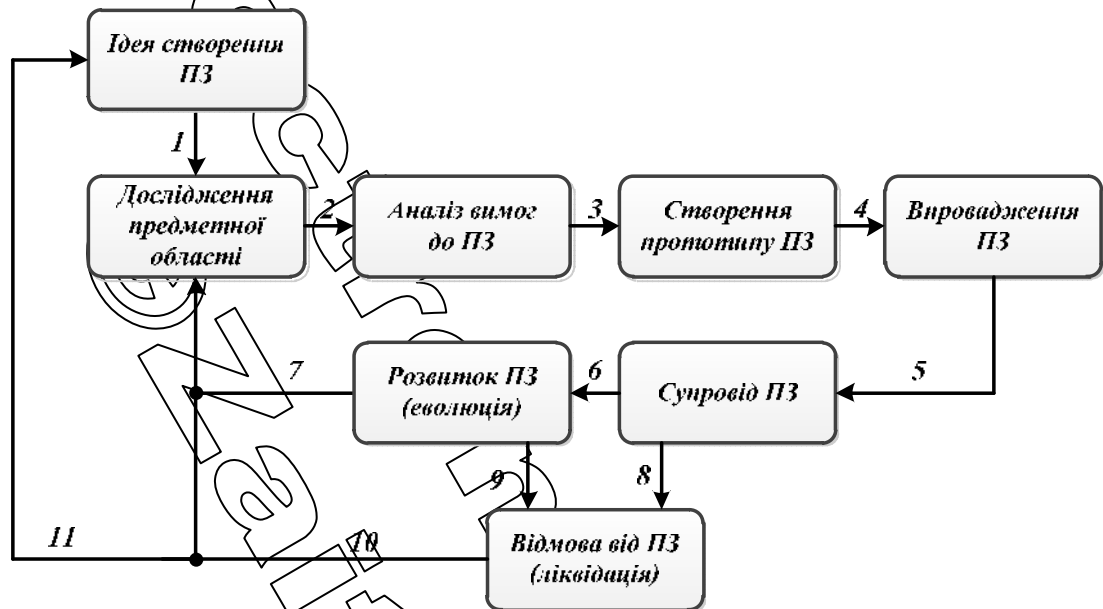 Ідея створення
ПЗ
1
Дослідження
предметної
області
2
Аналіз вимог
до ПЗ
3
Створення
прототипу ПЗ
4
Впровадження
ПЗ
5
Супровід ПЗ
6
Розвиток ПЗ
(еволюція)
7
8
9
Відмова від ПЗ
(ліквідація)
10
11